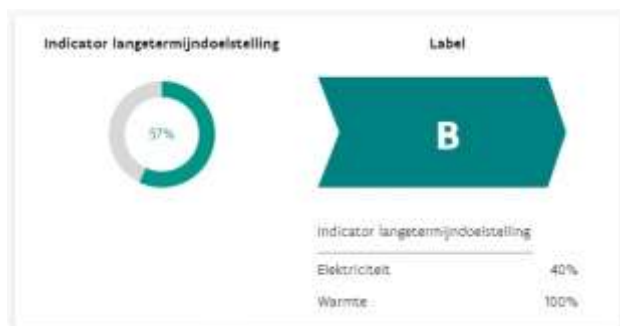 Indicator langetermijndoelstelling
57%
Label
B
Indicator langetermijndoelstelling
Elektriciteit 40%
Warmte 100%